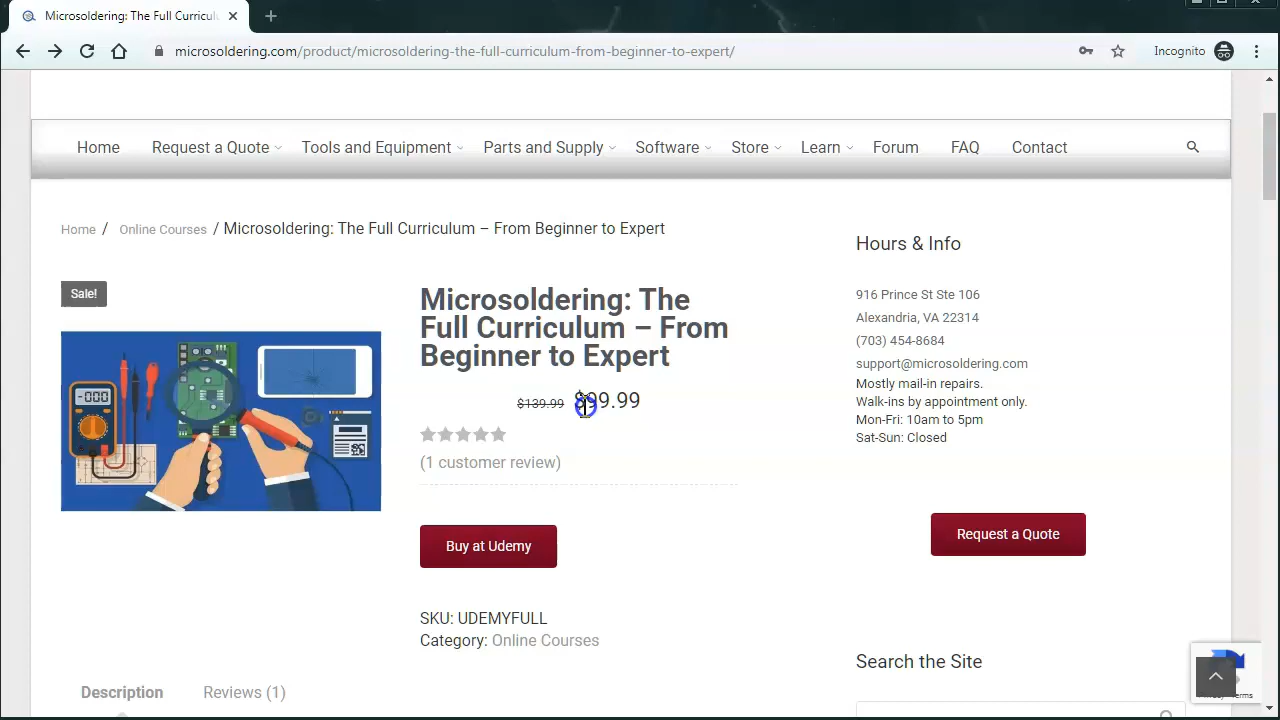 Microsoldering: The Full Curricul
microsoldering.com/product/microsoldering-the-full-curriculum-from-beginner-to-expert/
Incognito
Home
Request a Quote
Tools and Equipment
Parts and Supply
Software
Store
Learn
Forum
FAQ
Contact
Home / Online Courses / Microsoldering: The Full Curriculum – From Beginner to Expert
Sale!
-000
Microsoldering: The
Full Curriculum – From
Beginner to Expert
$139.99 $99.99
(1 customer review)
Buy at Udemy
SKU: UDEMYFULL
Category: Online Courses
Description
Reviews (1)
Hours & Info
916 Prince St Ste 106
Alexandria, VA 22314
(703) 454-8684
support@microsoldering.com
Mostly mail-in repairs.
Walk-ins by appointment only.
Mon-Fri: 10am to 5pm
Sat-Sun: Closed
Request a Quote
Search the Site